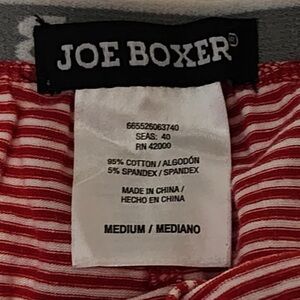 JOE BOXER
665526063740
SEAS: 40
RN 42000
95% COTTON / ALGODÓN
5% SPANDEX / SPANDEX
MADE IN CHINA /
HECHO EN CHINA
MEDIUM / MEDIANO